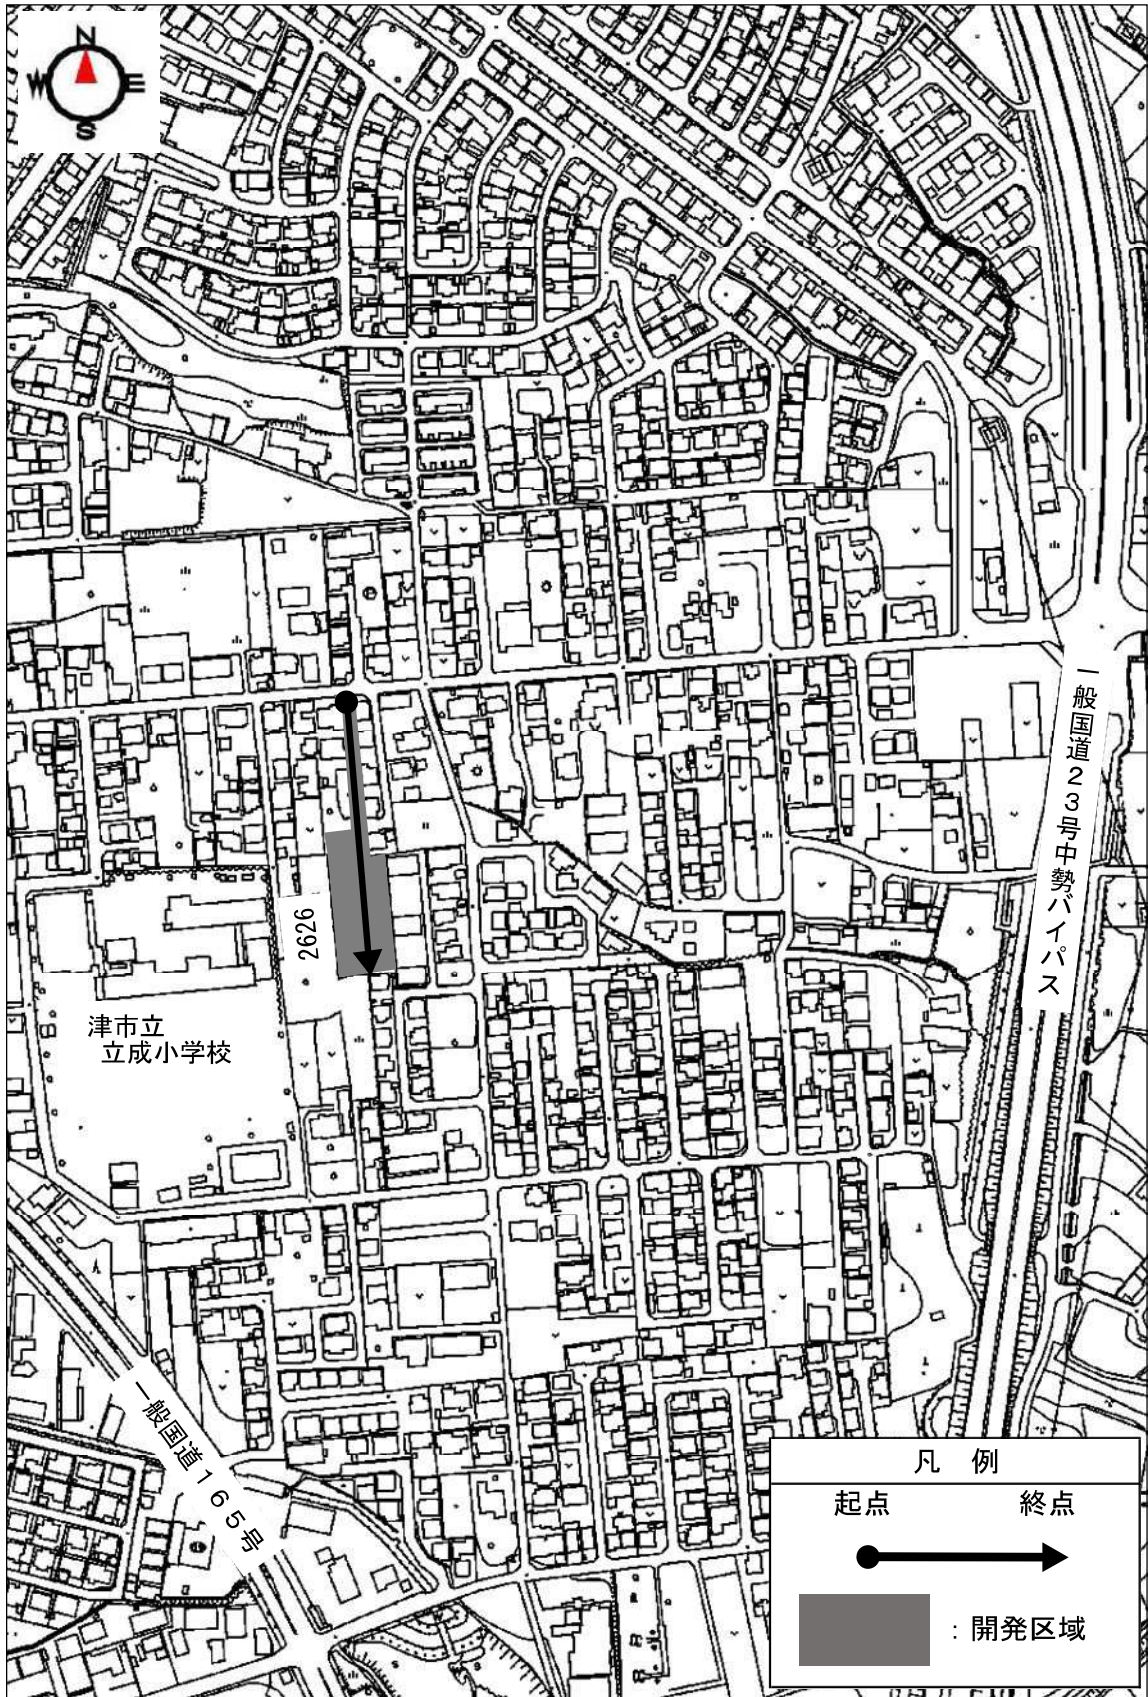 N
W E
S
一般国道23号中勢バイパス
2626
津市立
立成小学校
一般国道165号
凡 例
起点 終点
：開発区域